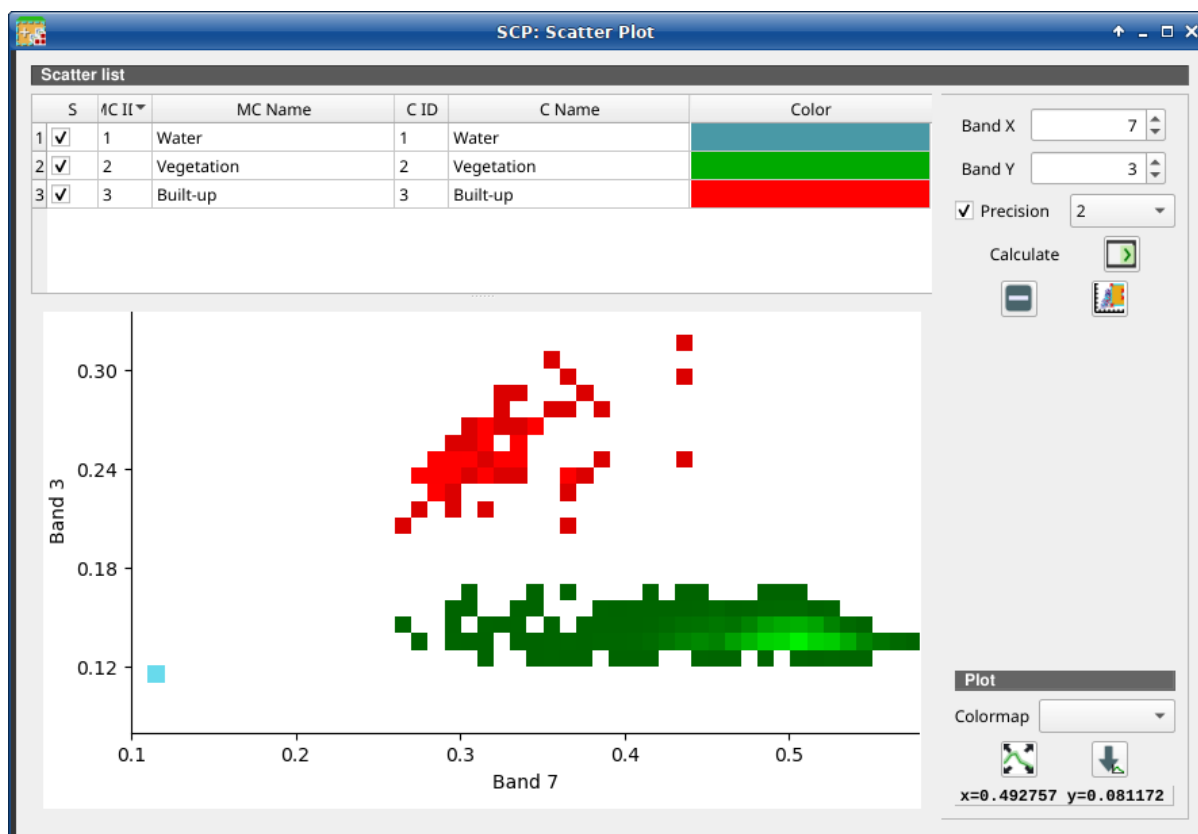 SCP: Scatter Plot
Scatter list
S MC II MC Name C ID C Name Color
1 1 Water 1 Water
2 2 Vegetation 2 Vegetation
3 3 Built-up 3 Built-up
Band X 7
Band Y 3
Precision 2
Calculate
0.30
0.24
0.18
0.12
Band 3
0.1 0.2 0.3 0.4 0.5
Band 7
Plot
Colormap
x=0.492757 y=0.081172